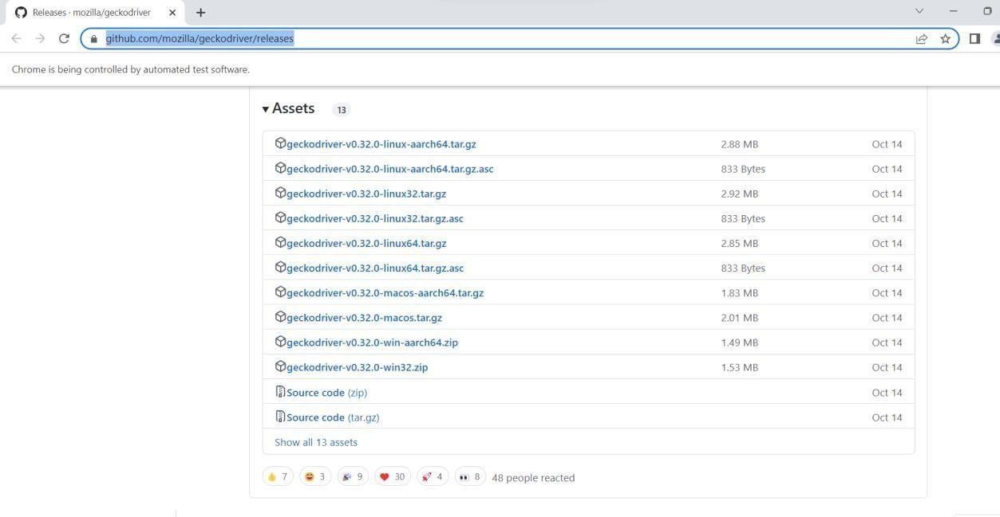 Releases · mozilla/geckodriver
github.com/mozilla/geckodriver/releases
Chrome is being controlled by automated test software.
Assets 13
geckodriver-v0.32.0-linux-aarch64.tar.gz 2.88 MB Oct 14
geckodriver-v0.32.0-linux-aarch64.tar.gz.asc 833 Bytes Oct 14
geckodriver-v0.32.0-linux32.tar.gz 2.92 MB Oct 14
geckodriver-v0.32.0-linux32.tar.gz.asc 833 Bytes Oct 14
geckodriver-v0.32.0-linux64.tar.gz 2.85 MB Oct 14
geckodriver-v0.32.0-linux64.tar.gz.asc 833 Bytes Oct 14
geckodriver-v0.32.0-macos-aarch64.tar.gz 1.83 MB Oct 14
geckodriver-v0.32.0-macos.tar.gz 2.01 MB Oct 14
geckodriver-v0.32.0-win-aarch64.zip 1.49 MB Oct 14
geckodriver-v0.32.0-win32.zip 1.53 MB Oct 14
Source code (zip) Oct 14
Source code (tar.gz) Oct 14
Show all 13 assets
7 3 9 30 4 8 48 people reacted